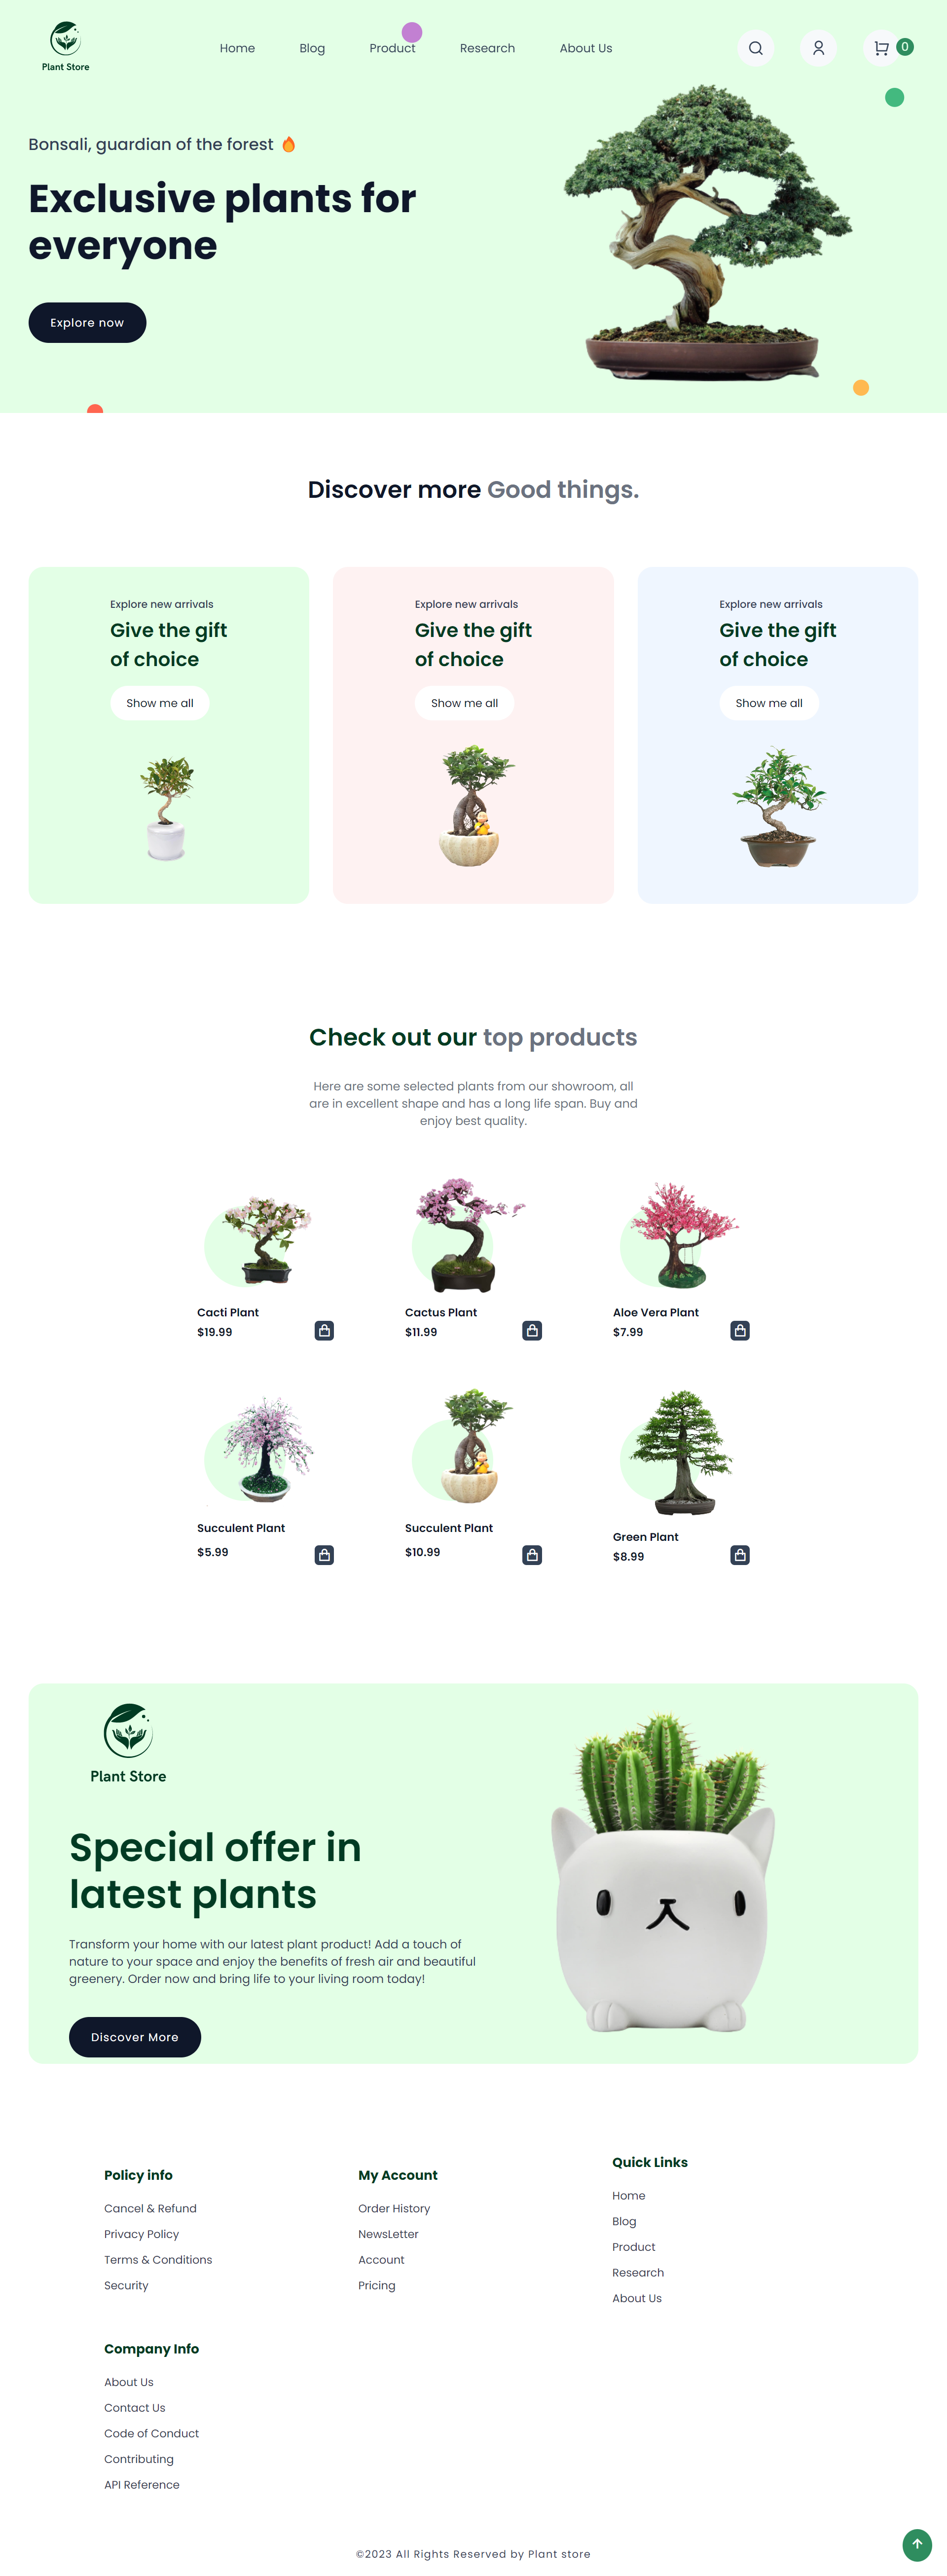 Plant Store
Home
Blog
Product
Research
About Us
0
Bonsali, guardian of the forest
Exclusive plants for
everyone
Explore now
Discover more Good things.
Explore new arrivals
Give the gift
of choice
Show me all
Explore new arrivals
Give the gift
of choice
Show me all
Explore new arrivals
Give the gift
of choice
Show me all
Check out our top products
Here are some selected plants from our showroom, all
are in excellent shape and has a long life span. Buy and
enjoy best quality.
Cacti Plant
$19.99
Cactus Plant
$11.99
Aloe Vera Plant
$7.99
Succulent Plant
$5.99
Succulent Plant
$10.99
Green Plant
$8.99
Plant Store
Special offer in
latest plants
Transform your home with our latest plant product! Add a touch of
nature to your space and enjoy the benefits of fresh air and beautiful
greenery. Order now and bring life to your living room today!
Discover More
Policy info
Cancel & Refund
Privacy Policy
Terms & Conditions
Security
My Account
Order History
NewsLetter
Account
Pricing
Quick Links
Home
Blog
Product
Research
About Us
Company Info
About Us
Contact Us
Code of Conduct
Contributing
API Reference
©2023 All Rights Reserved by Plant store